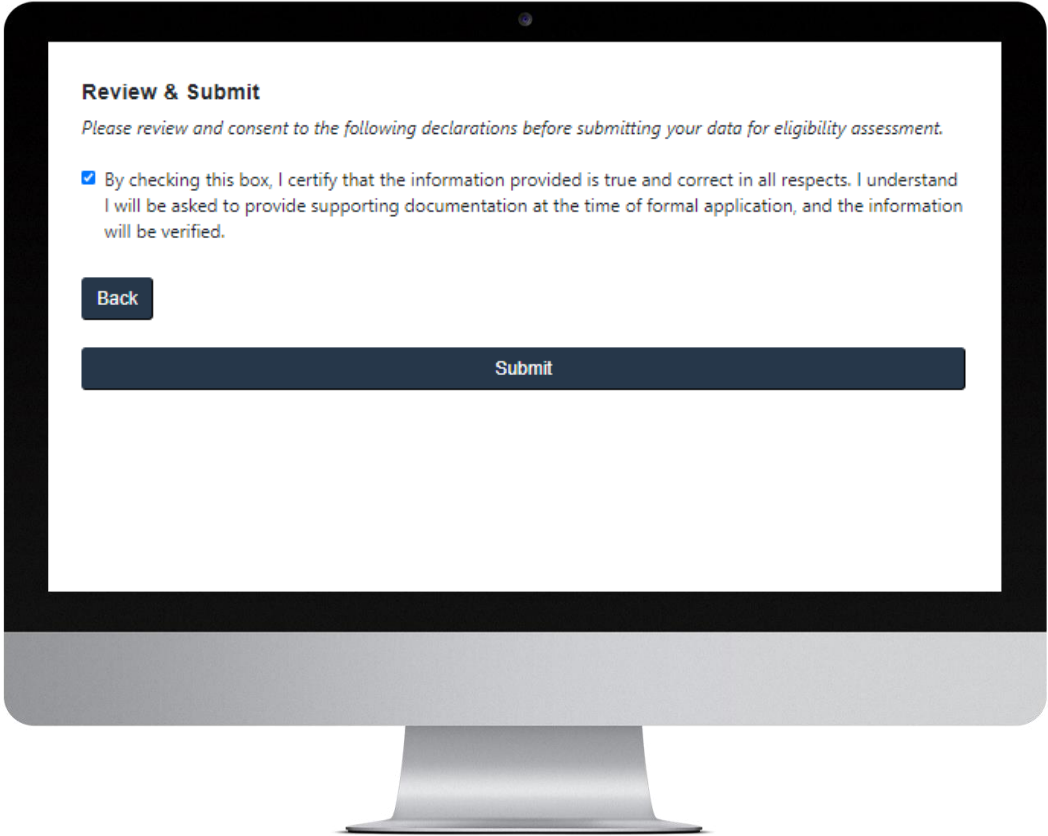 Review & Submit
Please review and consent to the following declarations before submitting your data for eligibility assessment.
By checking this box, I certify that the information provided is true and correct in all respects. I understand
I will be asked to provide supporting documentation at the time of formal application, and the information
will be verified.
Back
Submit